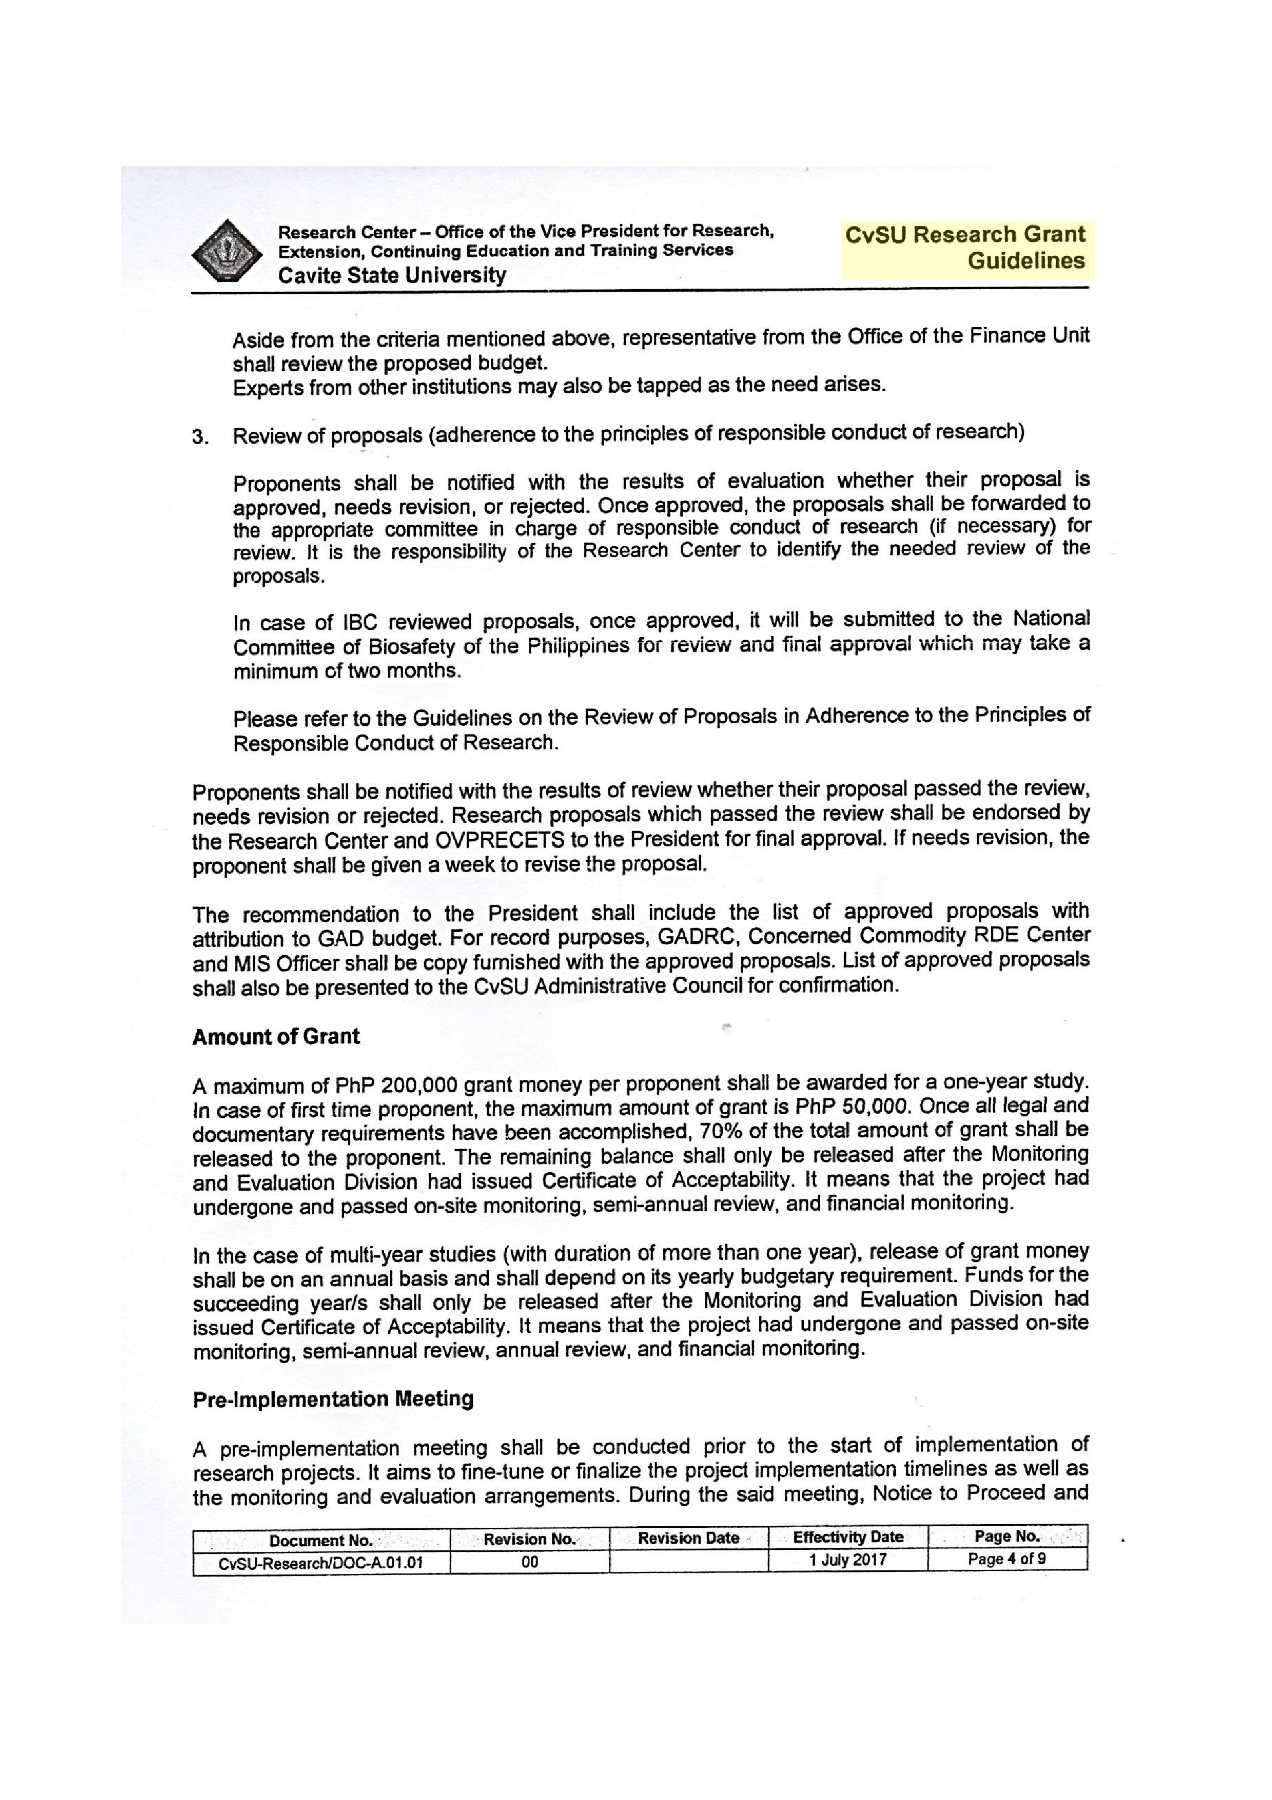 Research Center – Office of the Vice President for Research,
Extension, Continuing Education and Training Services
Cavite State University
CvSU Research Grant
Guidelines
Aside from the criteria mentioned above, representative from the Office of the Finance Unit
shall review the proposed budget.
Experts from other institutions may also be tapped as the need arises.
3. Review of proposals (adherence to the principles of responsible conduct of research)
Proponents shall be notified with the results of evaluation whether their proposal is
approved, needs revision, or rejected. Once approved, the proposals shall be forwarded to
the appropriate committee in charge of responsible conduct of research (if necessary) for
review. It is the responsibility of the Research Center to identify the needed review of the
proposals.
In case of IBC reviewed proposals, once approved, it will be submitted to the National
Committee of Biosafety of the Philippines for review and final approval which may take a
minimum of two months.
Please refer to the Guidelines on the Review of Proposals in Adherence to the Principles of
Responsible Conduct of Research.
Proponents shall be notified with the results of review whether their proposal passed the review,
needs revision or rejected. Research proposals which passed the review shall be endorsed by
the Research Center and OVPRECETS to the President for final approval. If needs revision, the
proponent shall be given a week to revise the proposal.
The recommendation to the President shall include the list of approved proposals with
attribution to GAD budget. For record purposes, GADRC, Concerned Commodity RDE Center
and MIS Officer shall be copy furnished with the approved proposals. List of approved proposals
shall also be presented to the CvSU Administrative Council for confirmation.
Amount of Grant
A maximum of PhP 200,000 grant money per proponent shall be awarded for a one-year study.
In case of first time proponent, the maximum amount of grant is PhP 50,000. Once all legal and
documentary requirements have been accomplished, 70% of the total amount of grant shall be
released to the proponent. The remaining balance shall only be released after the Monitoring
and Evaluation Division had issued Certificate of Acceptability. It means that the project had
undergone and passed on-site monitoring, semi-annual review, and financial monitoring.
In the case of multi-year studies (with duration of more than one year), release of grant money
shall be on an annual basis and shall depend on its yearly budgetary requirement. Funds for the
succeeding year/s shall only be released after the Monitoring and Evaluation Division had
issued Certificate of Acceptability. It means that the project had undergone and passed on-site
monitoring, semi-annual review, annual review, and financial monitoring.
Pre-Implementation Meeting
A pre-implementation meeting shall be conducted prior to the start of implementation of
research projects. It aims to fine-tune or finalize the project implementation timelines as well as
the monitoring and evaluation arrangements. During the said meeting, Notice to Proceed and
Document No. Revision No. Revision Date Effectivity Date Page No.
CvSU-Research/DOC-A.01.01 00 1 July 2017 Page 4 of 9